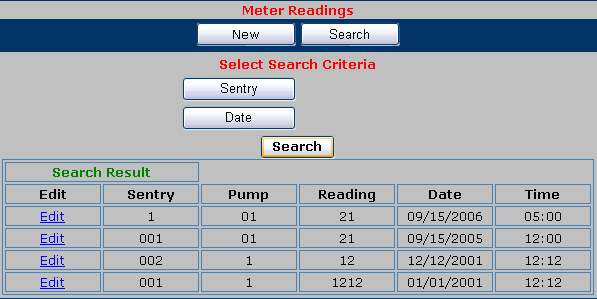 Meter Readings
New Search
Select Search Criteria
Sentry
Date
Search
Search Result
Edit Sentry Pump Reading Date Time
Edit 1 01 21 09/15/2006 05:00
Edit 001 01 21 09/15/2005 12:00
Edit 002 1 12 12/12/2001 12:12
Edit 001 1 1212 01/01/2001 12:12